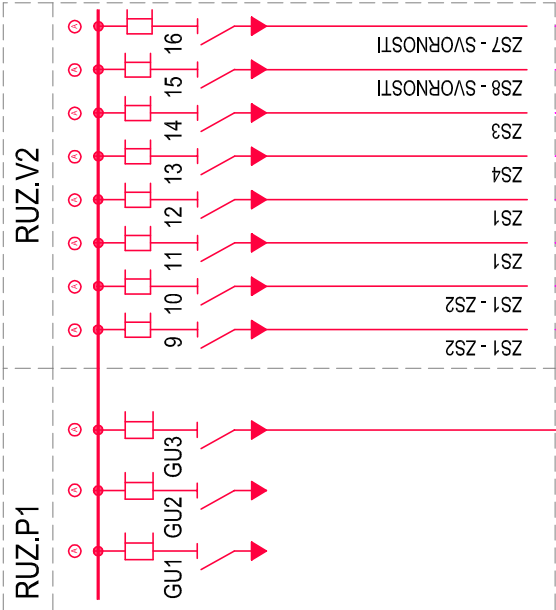 RUZ.V2
16
ZS7 - SVORNOSTI
15
ZS8 - SVORNOSTI
14
ZS3
13
ZS4
12
ZS1
11
ZS1
10
ZS1 - ZS2
9
ZS1 - ZS2
RUZ.P1
GU3
GU2
GU1
A
A
A
A
A
A
A
A
A
A
A